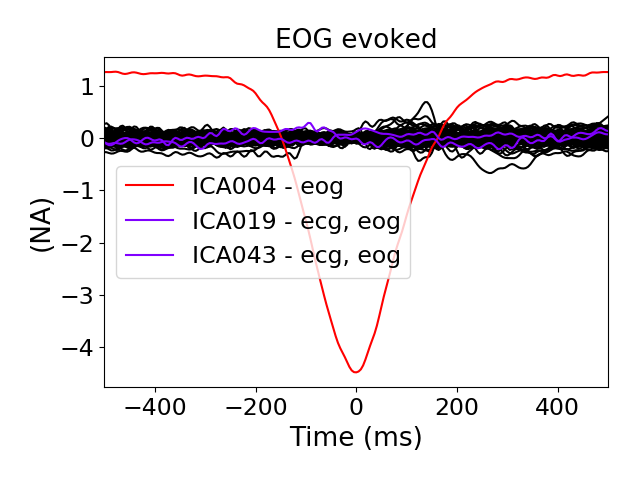 EOG evoked
1
0
−1
−2
−3
−4
(NA)
ICA004 - eog
ICA019 - ecg, eog
ICA043 - ecg, eog
−400 −200 0 200 400
Time (ms)